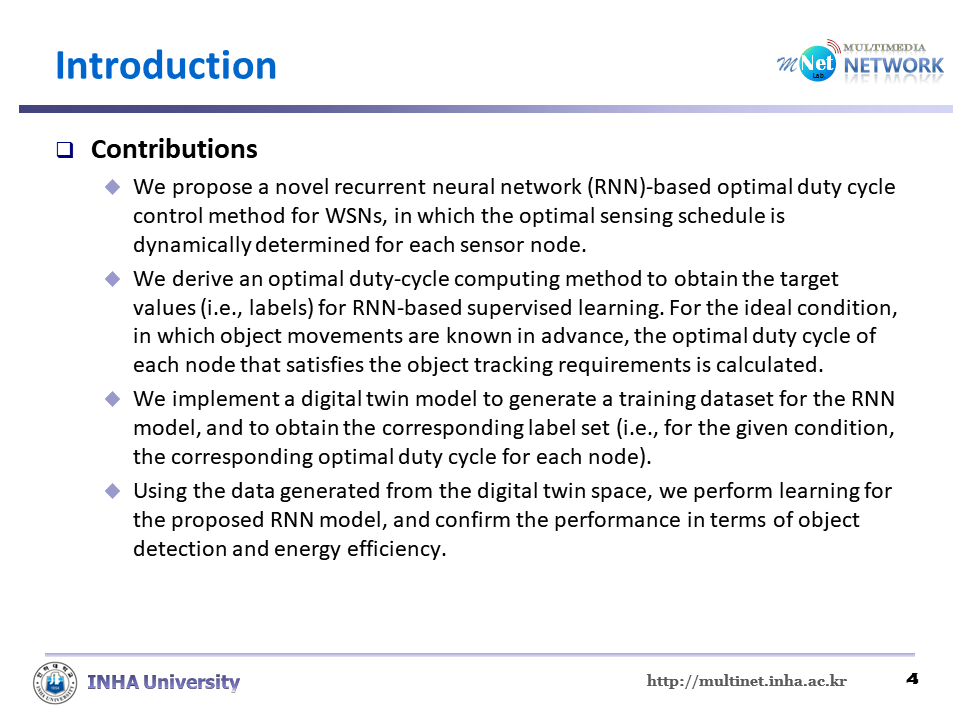 Introduction
mNet Lab. MULTIMEDIA NETWORK
Contributions
We propose a novel recurrent neural network (RNN)-based optimal duty cycle
control method for WSNs, in which the optimal sensing schedule is
dynamically determined for each sensor node.
We derive an optimal duty-cycle computing method to obtain the target
values (i.e., labels) for RNN-based supervised learning. For the ideal condition,
in which object movements are known in advance, the optimal duty cycle of
each node that satisfies the object tracking requirements is calculated.
We implement a digital twin model to generate a training dataset for the RNN
model, and to obtain the corresponding label set (i.e., for the given condition,
the corresponding optimal duty cycle for each node).
Using the data generated from the digital twin space, we perform learning for
the proposed RNN model, and confirm the performance in terms of object
detection and energy efficiency.
INHA University
http://multinet.inha.ac.kr
4